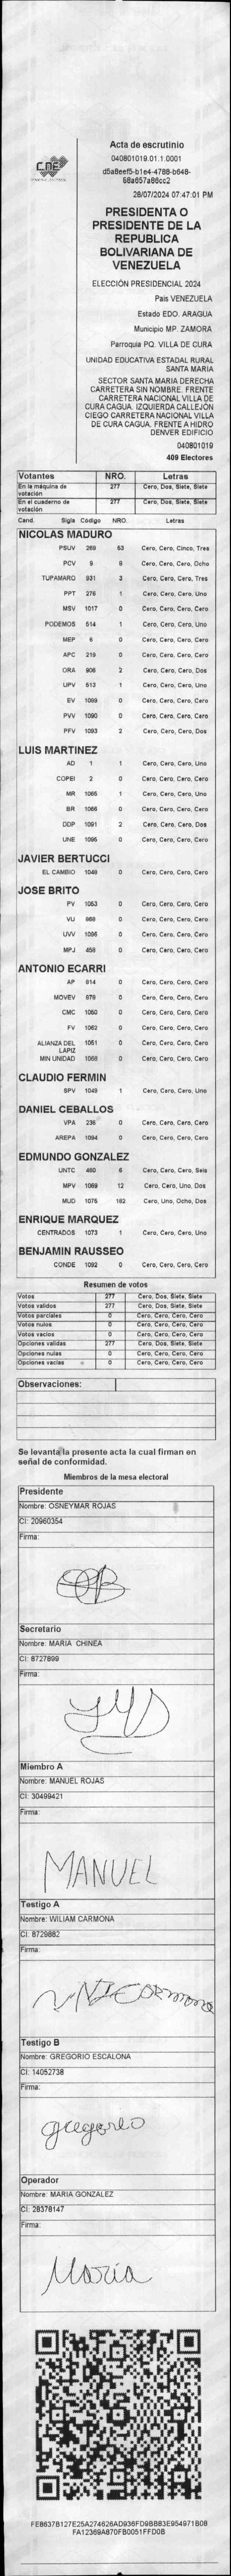 CNE
Acta de escrutinio
040801019.01.1.0001
d5a8eef5-b1e4-4788-b648-
68a657a86cc2
28/07/2024 07:47:01 PM
PRESIDENTA O
PRESIDENTE DE LA
REPUBLICA
BOLIVARIANA DE
VENEZUELA
ELECCIÓN PRESIDENCIAL 2024
País VENEZUELA
Estado EDO. ARAGUA
Municipio MP. ZAMORA
Parroquia PQ. VILLA DE CURA
UNIDAD EDUCATIVA ESTADAL RURAL
SANTA MARIA
SECTOR SANTA MARIA DERECHA
CARRETERA SIN NOMBRE. FRENTE
CARRETERA NACIONAL VILLA DE
CURA CAGUA. IZQUIERDA CALLEJÓN
CIEGO CARRETERA NACIONAL VILLA
DE CURA CAGUA. FRENTE A HIDRO
DENVER EDIFICIO
040801019
409 Electores
Votantes NRO. Letras
En la máquina de votación 277 Cero, Dos, Siete, Siete
En el cuaderno de votación 277 Cero, Dos, Siete, Siete
Cand. Sigla Código NRO. Letras
NICOLAS MADURO
PSUV 269 53 Cero, Cero, Cinco, Tres
PCV 9 8 Cero, Cero, Cero, Ocho
TUPAMARO 931 3 Cero, Cero, Cero, Tres
PPT 276 1 Cero, Cero, Cero, Uno
MSV 1017 0 Cero, Cero, Cero, Cero
PODEMOS 514 1 Cero, Cero, Cero, Uno
MEP 6 0 Cero, Cero, Cero, Cero
APC 219 0 Cero, Cero, Cero, Cero
ORA 906 2 Cero, Cero, Cero, Dos
UPV 513 1 Cero, Cero, Cero, Uno
EV 1089 0 Cero, Cero, Cero, Cero
PVV 1090 0 Cero, Cero, Cero, Cero
PFV 1093 2 Cero, Cero, Cero, Dos
LUIS MARTINEZ
AD 1 1 Cero, Cero, Cero, Uno
COPEI 2 0 Cero, Cero, Cero, Cero
MR 1065 1 Cero, Cero, Cero, Uno
BR 1066 0 Cero, Cero, Cero, Cero
DDP 1091 2 Cero, Cero, Cero, Dos
UNE 1095 0 Cero, Cero, Cero, Cero
JAVIER BERTUCCI
EL CAMBIO 1048 0 Cero, Cero, Cero, Cero
JOSE BRITO
PV 1053 0 Cero, Cero, Cero, Cero
VU 968 0 Cero, Cero, Cero, Cero
UVV 1096 0 Cero, Cero, Cero, Cero
MPJ 458 0 Cero, Cero, Cero, Cero
ANTONIO ECARRI
AP 914 0 Cero, Cero, Cero, Cero
MOVEV 879 0 Cero, Cero, Cero, Cero
CMC 1050 0 Cero, Cero, Cero, Cero
FV 1062 0 Cero, Cero, Cero, Cero
ALIANZA DEL LAPIZ 1051 0 Cero, Cero, Cero, Cero
MIN UNIDAD 1068 0 Cero, Cero, Cero, Cero
CLAUDIO FERMIN
SPV 1049 1 Cero, Cero, Cero, Uno
DANIEL CEBALLOS
VPA 236 0 Cero, Cero, Cero, Cero
AREPA 1094 0 Cero, Cero, Cero, Cero
EDMUNDO GONZALEZ
UNTC 460 6 Cero, Cero, Cero, Seis
MPV 1069 12 Cero, Cero, Uno, Dos
MUD 1075 182 Cero, Uno, Ocho, Dos
ENRIQUE MARQUEZ
CENTRADOS 1073 1 Cero, Cero, Cero, Uno
BENJAMIN RAUSSEO
CONDE 1092 0 Cero, Cero, Cero, Cero
Resumen de votos
Votos 277 Cero, Dos, Siete, Siete
Votos validos 277 Cero, Dos, Siete, Siete
Votos parciales 0 Cero, Cero, Cero, Cero
Votos nulos 0 Cero, Cero, Cero, Cero
Votos vacios 0 Cero, Cero, Cero, Cero
Opciones validas 277 Cero, Dos, Siete, Siete
Opciones nulas 0 Cero, Cero, Cero, Cero
Opciones vacias 0 Cero, Cero, Cero, Cero
Observaciones:
Se levanta la presente acta la cual firman en
señal de conformidad.
Miembros de la mesa electoral
Presidente
Nombre: OSNEYMAR ROJAS
CI: 20960354
Firma:
Secretario
Nombre: MARIA CHINEA
CI: 8727899
Firma:
Miembro A
Nombre: MANUEL ROJAS
CI: 30499421
Firma:
MANUEL
Testigo A
Nombre: WILIAM CARMONA
CI: 8729882
Firma:
Testigo B
Nombre: GREGORIO ESCALONA
CI: 14052738
Firma:
gregorio
Operador
Nombre: MARIA GONZALEZ
CI: 28378147
Firma:
Maria
FE8637B127E25A274626AD936FD9BB83E954971B08
FA12369A870FB0051FFD0B